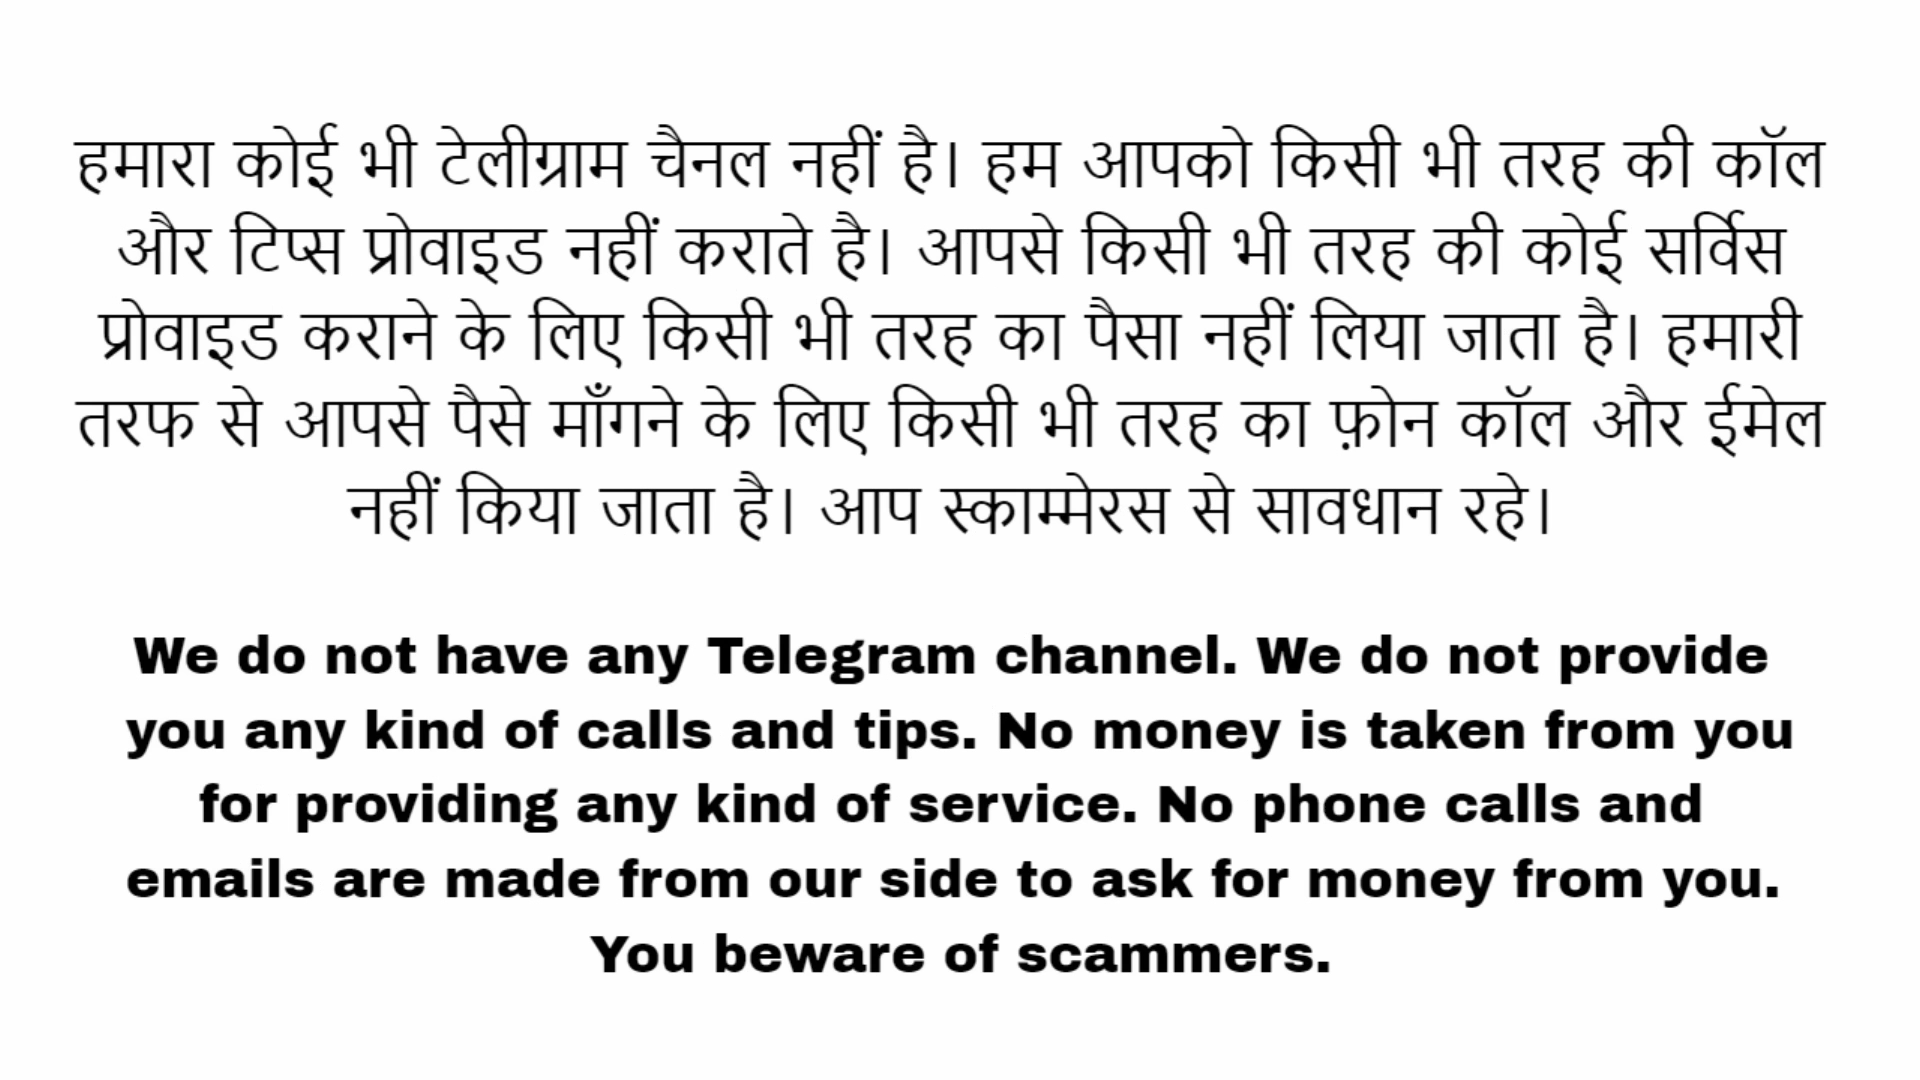 हमारा कोई भी टेलीग्राम चैनल नहीं है। हम आपको किसी भी तरह की कॉल
और टिप्स प्रोवाइड नहीं कराते है। आपसे किसी भी तरह की कोई सर्विस
प्रोवाइड कराने के लिए किसी भी तरह का पैसा नहीं लिया जाता है। हमारी
तरफ से आपसे पैसे माँगने के लिए किसी भी तरह का फ़ोन कॉल और ईमेल
नहीं किया जाता है। आप स्काम्मेरस से सावधान रहे।
We do not have any Telegram channel. We do not provide
you any kind of calls and tips. No money is taken from you
for providing any kind of service. No phone calls and
emails are made from our side to ask for money from you.
You beware of scammers.